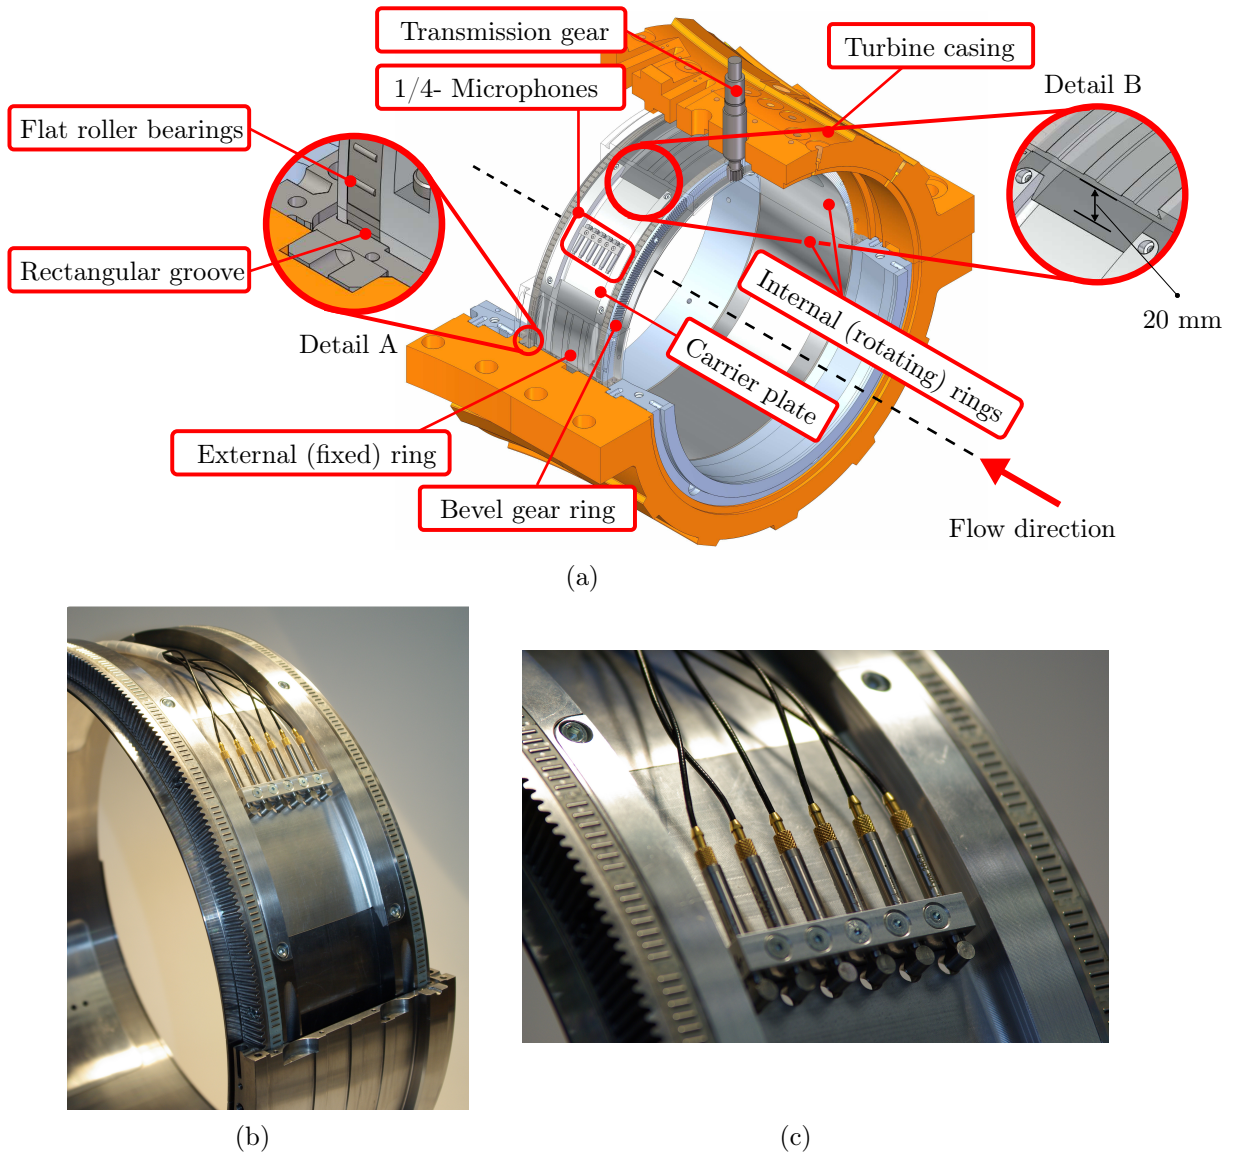 Transmission gear
Turbine casing
1/4- Microphones
Detail B
Flat roller bearings
Rectangular groove
Detail A
20 mm
Internal (rotating) rings
Carrier plate
External (fixed) ring
Bevel gear ring
Flow direction
(a)
(b)
(c)